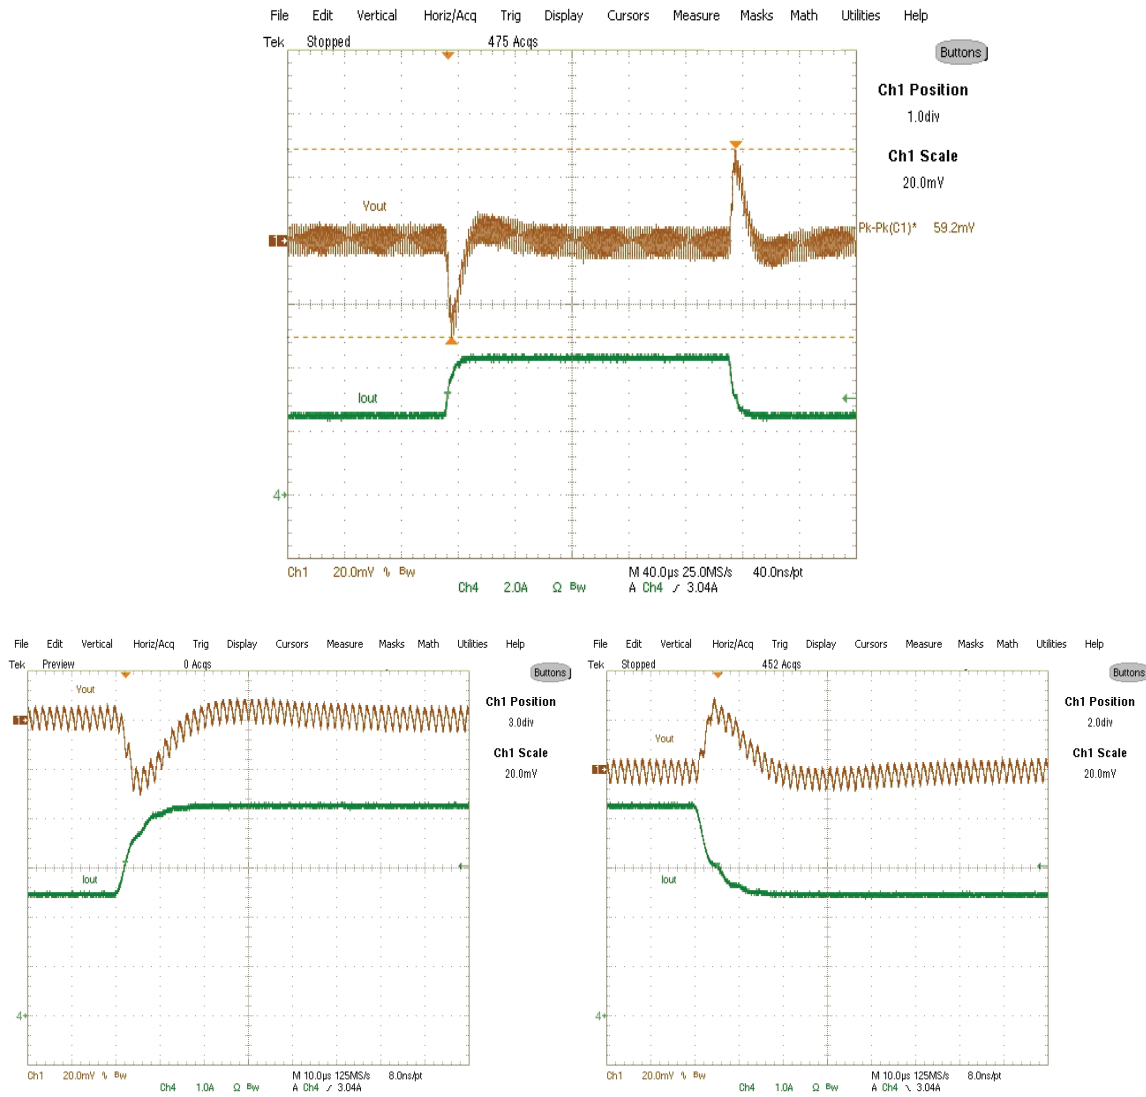 File Edit Vertical Horiz/Acq Trig Display Cursors Measure Masks Math Utilities Help
Tek Stopped 475 Acqs
Buttons
Ch1 Position
1.0div
Ch1 Scale
20.0mV
Vout
1
Pk-Pk(C1)* 59.2mV
Iout
4
Ch1 20.0mV % Bw M 40.0µs 25.0MS/s 40.0ns/pt
Ch4 2.0A Ω Bw A Ch4 / 3.04A
File Edit Vertical Horiz/Acq Trig Display Cursors Measure Masks Math Utilities Help
Tek Preview 0 Acqs
Buttons
Vout
Ch1 Position
3.0div
1
Ch1 Scale
20.0mV
Iout
4
Ch1 20.0mV % Bw M 10.0µs 125MS/s 8.0ns/pt
Ch4 1.0A Ω Bw A Ch4 / 3.04A
File Edit Vertical Horiz/Acq Trig Display Cursors Measure Masks Math Utilities Help
Tek Stopped 452 Acqs
Buttons
Ch1 Position
2.0div
Vout
Ch1 Scale
1
20.0mV
Iout
4
Ch1 20.0mV % Bw M 10.0µs 125MS/s 8.0ns/pt
Ch4 1.0A Ω Bw A Ch4 \ 3.04A